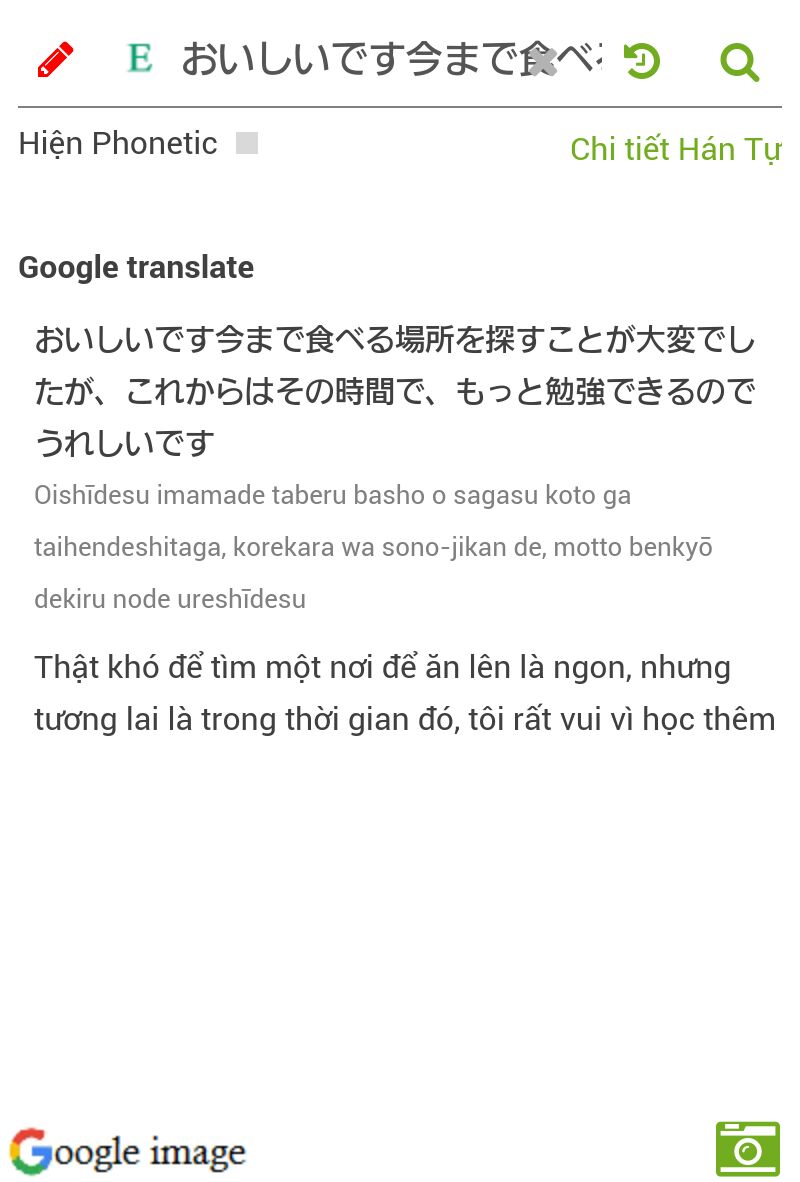 E おいしいです今まで食べ
Hiện Phonetic
Chi tiết Hán Tự
Google translate
おいしいです今まで食べる場所を探すことが大変でし
たが、これからはその時間で、もっと勉強できるので
うれしいです
Oishīdesu imamade taberu basho o sagasu koto ga
taihendeshitaga, korekara wa sono-jikan de, motto benkyō
dekiru node ureshīdesu
Thật khó để tìm một nơi để ăn lên là ngon, nhưng
tương lai là trong thời gian đó, tôi rất vui vì học thêm
Google image